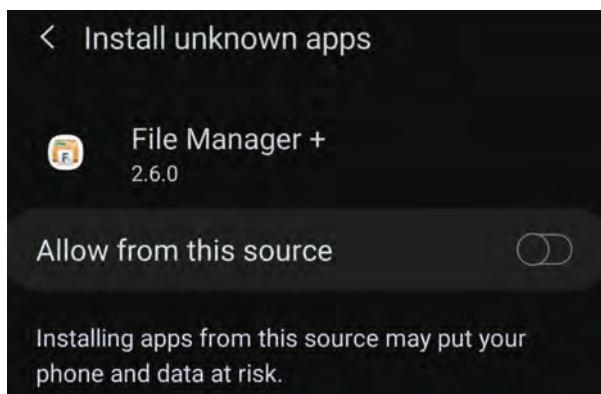 Install unknown apps
File Manager +
2.6.0
Allow from this source
Installing apps from this source may put your
phone and data at risk.